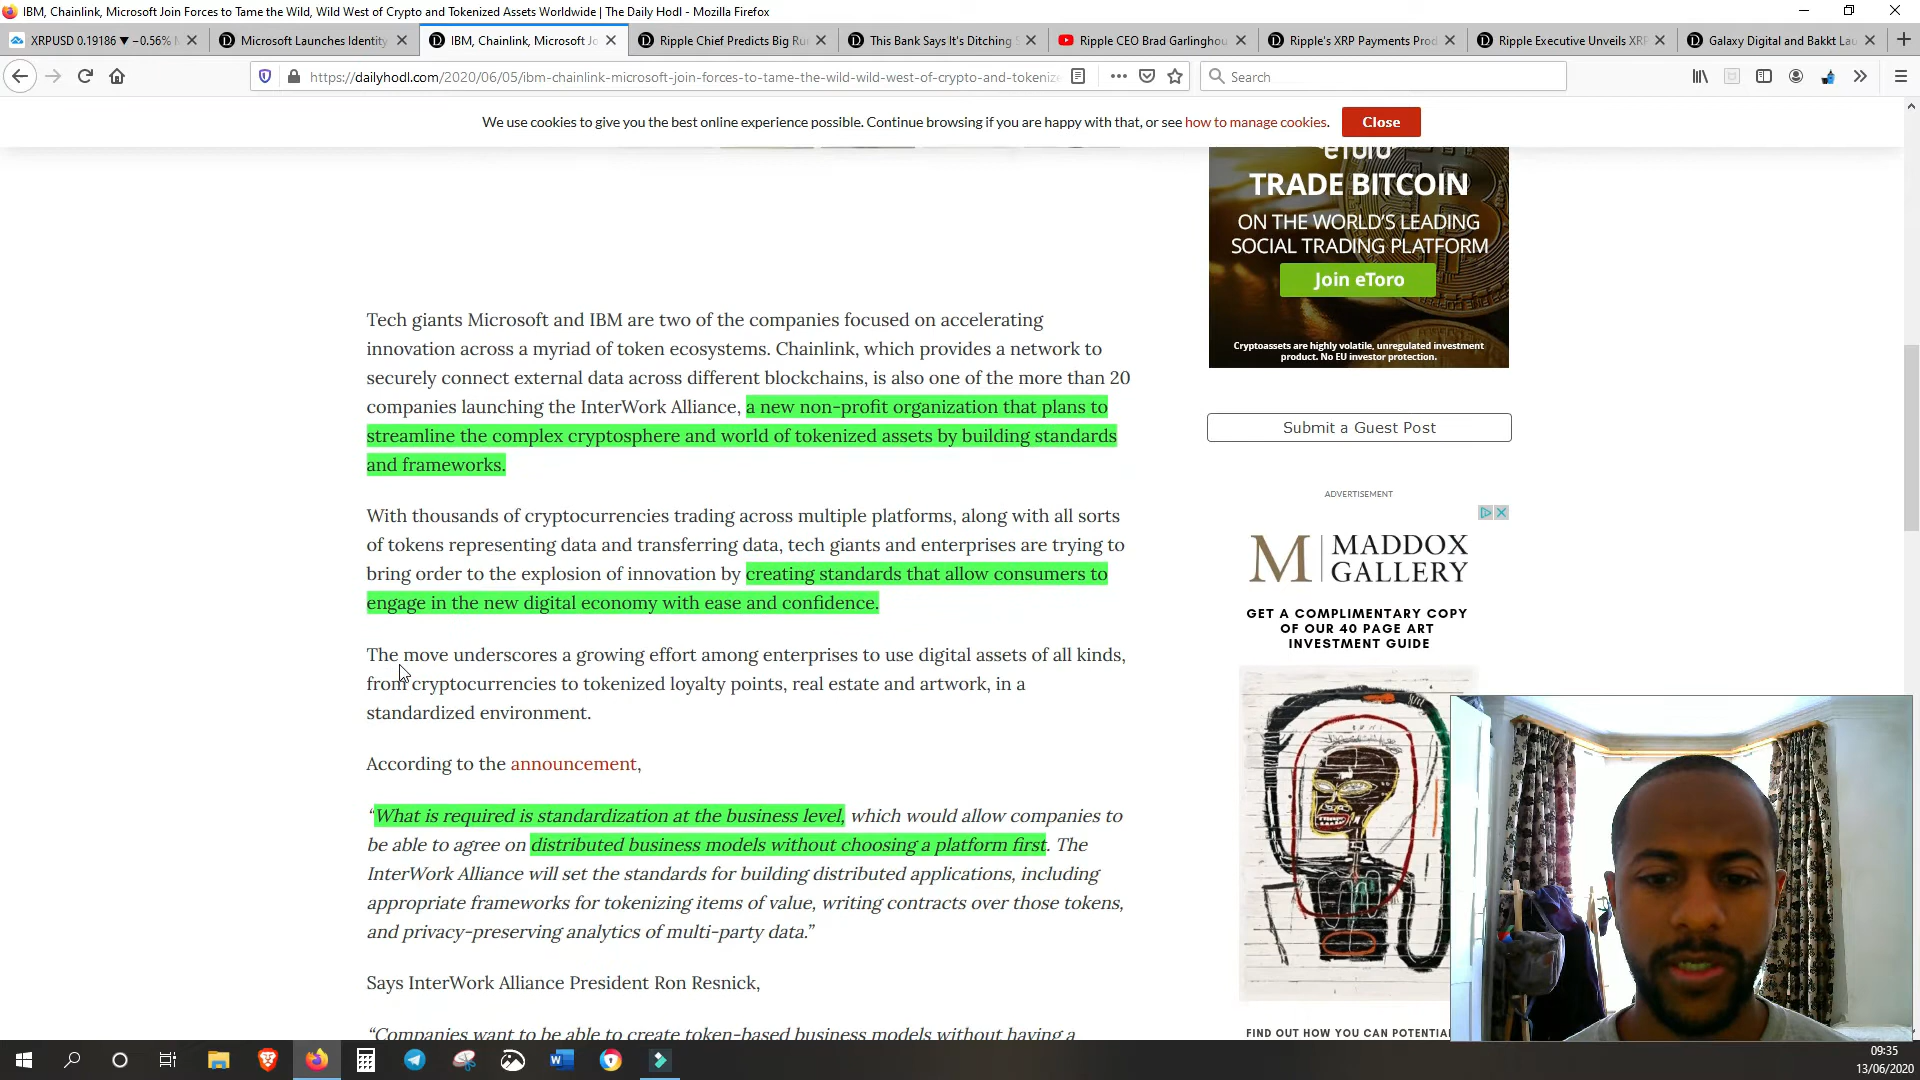 IBM, Chainlink, Microsoft Join Forces to Tame the Wild, Wild West of Crypto and Tokenized Assets Worldwide | The Daily Hodl - Mozilla Firefox
XRPUSD 0.19186 ▼ −0.56%
Microsoft Launches Identity
IBM, Chainlink, Microsoft Jo
Ripple Chief Predicts Big Ru
This Bank Says It's Ditching
Ripple CEO Brad Garlinghou
Ripple's XRP Payments Prod
Ripple Executive Unveils XRP
Galaxy Digital and Bakkt Lau
https://dailyhodl.com/2020/06/05/ibm-chainlink-microsoft-join-forces-to-tame-the-wild-wild-west-of-crypto-and-tokenize
Search
We use cookies to give you the best online experience possible. Continue browsing if you are happy with that, or see how to manage cookies.
Close
eToro
TRADE BITCOIN
ON THE WORLD'S LEADING
SOCIAL TRADING PLATFORM
Join eToro
Cryptoassets are highly volatile, unregulated investment
product. No EU investor protection.
Tech giants Microsoft and IBM are two of the companies focused on accelerating
innovation across a myriad of token ecosystems. Chainlink, which provides a network to
securely connect external data across different blockchains, is also one of the more than 20
companies launching the InterWork Alliance, a new non-profit organization that plans to
streamline the complex cryptosphere and world of tokenized assets by building standards
and frameworks.
With thousands of cryptocurrencies trading across multiple platforms, along with all sorts
of tokens representing data and transferring data, tech giants and enterprises are trying to
bring order to the explosion of innovation by creating standards that allow consumers to
engage in the new digital economy with ease and confidence.
The move underscores a growing effort among enterprises to use digital assets of all kinds,
from cryptocurrencies to tokenized loyalty points, real estate and artwork, in a
standardized environment.
According to the announcement,
“What is required is standardization at the business level, which would allow companies to
be able to agree on distributed business models without choosing a platform first. The
InterWork Alliance will set the standards for building distributed applications, including
appropriate frameworks for tokenizing items of value, writing contracts over those tokens,
and privacy-preserving analytics of multi-party data.”
Says InterWork Alliance President Ron Resnick,
“Companies want to be able to create token-based business models without having a
Submit a Guest Post
ADVERTISEMENT
M MADDOX
GALLERY
GET A COMPLIMENTARY COPY
OF OUR 40 PAGE ART
INVESTMENT GUIDE
FIND OUT HOW YOU CAN POTENTIA
09:35
13/06/2020